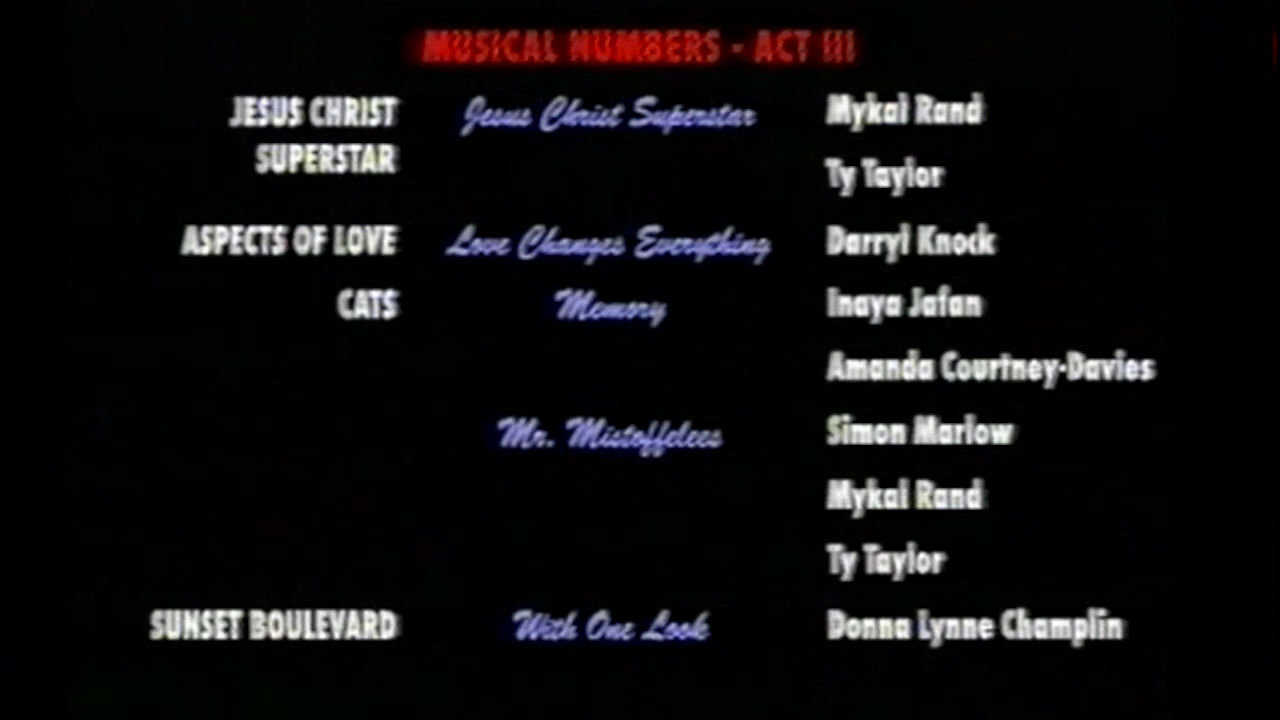 MUSICAL NUMBERS - ACT III
JESUS CHRIST SUPERSTAR Jesus Christ Superstar Mykal Rand
Ty Taylor
ASPECTS OF LOVE Love Changes Everything Darryl Knock
CATS Memory Inaya Jafan
Amanda Courtney-Davies
Mr. Mistoffelees Simon Marlow
Mykal Rand
Ty Taylor
SUNSET BOULEVARD With One Look Donna Lynne Champlin